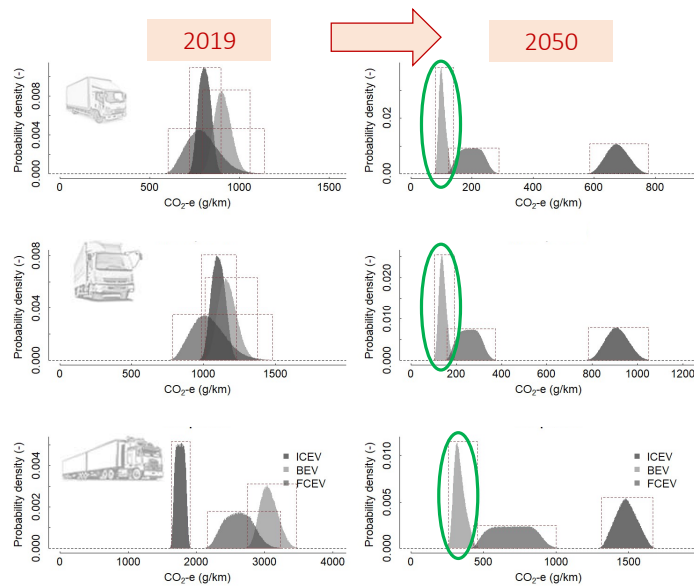 2019
2050
Probability density (-)
0.000
0.004
0.008
0
500
1000
1500
CO2-e (g/km)
Probability density (-)
0.00
0.02
0
200
400
600
800
CO2-e (g/km)
Probability density (-)
0.000
0.004
0.008
0
500
1000
1500
CO2-e (g/km)
Probability density (-)
0.000
0.010
0.020
0
200
400
600
800
1000
1200
CO2-e (g/km)
Probability density (-)
0.000
0.002
0.004
0
1000
2000
3000
4000
CO2-e (g/km)
ICEV
BEV
FCEV
Probability density (-)
0.000
0.005
0.010
0
500
1000
1500
CO2-e (g/km)
ICEV
BEV
FCEV